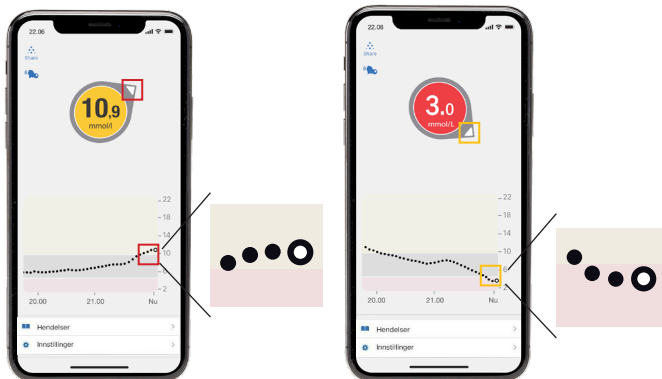 22.06
Share
10,9
mmol/l
22
18
14
10
6
2
20.00
21.00
Nu
Hendelser
Innstillinger
22.06
Share
3.0
mmol/L
22
18
14
10
6
2
20.00
21.00
Nu
Hendelser
Innstillinger